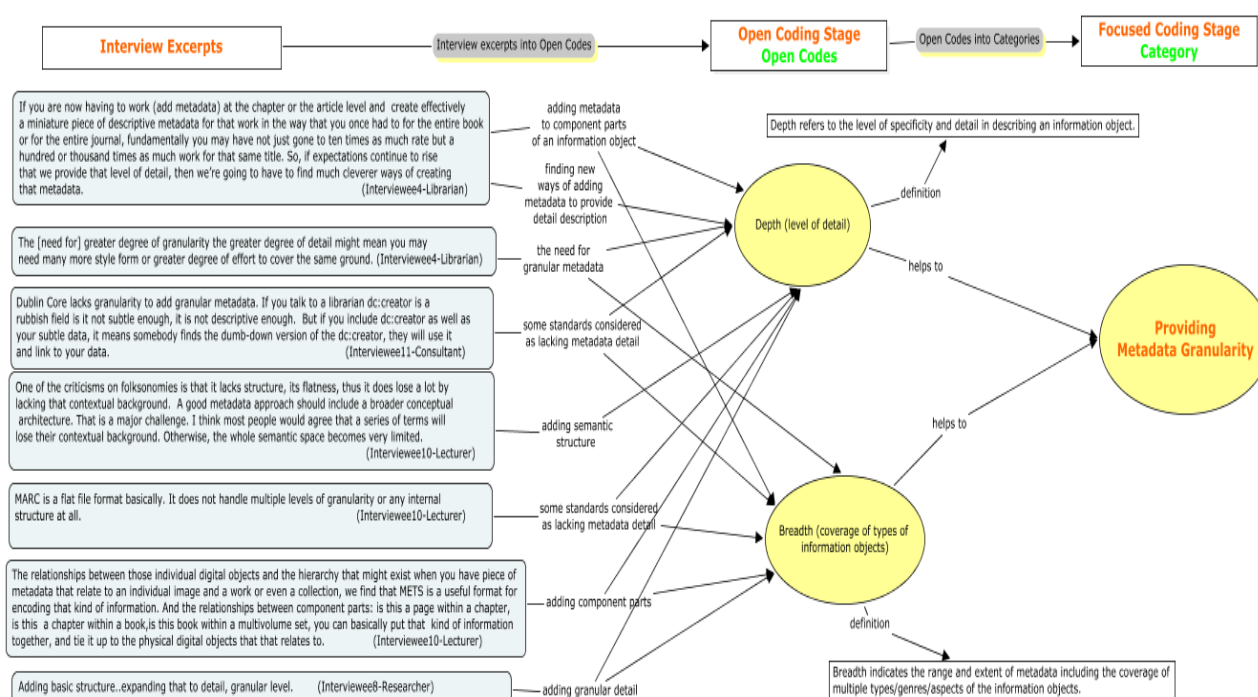 Interview Excerpts
Interview excerpts into Open Codes
Open Coding Stage
Open Codes
Open Codes into Categories
Focused Coding Stage
Category
If you are now having to work (add metadata) at the chapter or the article level and create effectively
a miniature piece of descriptive metadata for that work in the way that you once had to for the entire book
or for the entire journal, fundamentally you may have not just gone to ten times as much rate but a
hundred or thousand times as much work for that same title. So, if expectations continue to rise
that we provide that level of detail, then we're going to have to find much cleverer ways of creating
that metadata. (Interviewee4-Librarian)
The [need for] greater degree of granularity the greater degree of detail might mean you may
need many more style form or greater degree of effort to cover the same ground. (Interviewee4-Librarian)
Dublin Core lacks granularity to add granular metadata. If you talk to a librarian dc:creator is a
rubbish field is it not subtle enough, it is not descriptive enough. But if you include dc:creator as well as
your subtle data, it means somebody finds the dumb-down version of the dc:creator, they will use it
and link to your data. (Interviewee11-Consultant)
One of the criticisms on folksonomies is that it lacks structure, its flatness, thus it does lose a lot by
lacking that contextual background. A good metadata approach should include a broader conceptual
architecture. That is a major challenge. I think most people would agree that a series of terms will
lose their contextual background. Otherwise, the whole semantic space becomes very limited.
(Interviewee10-Lecturer)
MARC is a flat file format basically. It does not handle multiple levels of granularity or any internal
structure at all. (Interviewee10-Lecturer)
The relationships between those individual digital objects and the hierarchy that might exist when you have piece of
metadata that relate to an individual image and a work or even a collection, we find that METS is a useful format for
encoding that kind of information. And the relationships between component parts: is this a page within a chapter,
is this a chapter within a book,is this book within a multivolume set, you can basically put that kind of information
together, and tie it up to the physical digital objects that that relates to. (Interviewee10-Lecturer)
Adding basic structure..expanding that to detail, granular level. (Interviewee8-Researcher)
adding metadata
to component parts
of an information object
finding new
ways of adding
metadata to provide
detail description
the need for
granular metadata
some standards considered
as lacking metadata detail
adding semantic
structure
some standards considered
as lacking metadata detail
adding component parts
adding granular detail
Depth refers to the level of specificity and detail in describing an information object.
definition
Depth (level of detail)
helps to
Providing
Metadata Granularity
helps to
Breadth (coverage of types of
information objects)
definition
Breadth indicates the range and extent of metadata including the coverage of
multiple types/genres/aspects of the information objects.